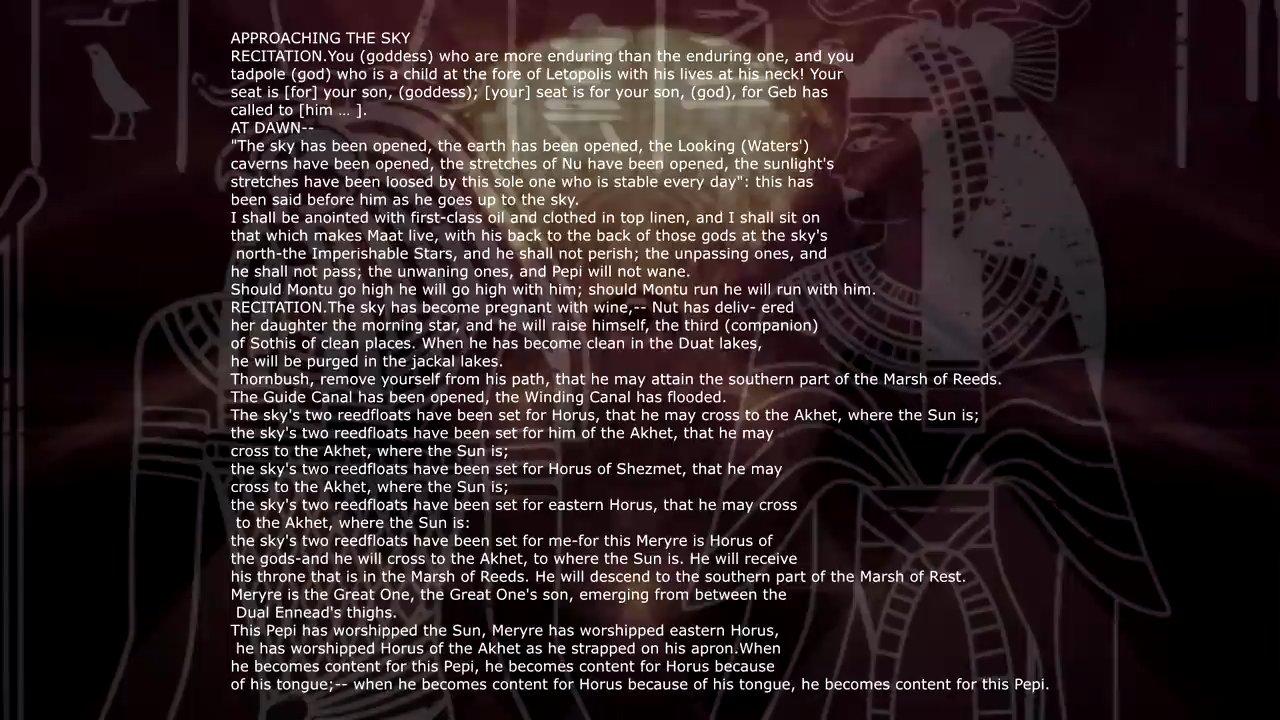 APPROACHING THE SKY
RECITATION.You (goddess) who are more enduring than the enduring one, and you
tadpole (god) who is a child at the fore of Letopolis with his lives at his neck! Your
seat is [for] your son, (goddess); [your] seat is for your son, (god), for Geb has
called to [him … ].
AT DAWN--
"The sky has been opened, the earth has been opened, the Looking (Waters')
caverns have been opened, the stretches of Nu have been opened, the sunlight's
stretches have been loosed by this sole one who is stable every day": this has
been said before him as he goes up to the sky.
I shall be anointed with first-class oil and clothed in top linen, and I shall sit on
that which makes Maat live, with his back to the back of those gods at the sky's
north-the Imperishable Stars, and he shall not perish; the unpassing ones, and
he shall not pass; the unwaning ones, and Pepi will not wane.
Should Montu go high he will go high with him; should Montu run he will run with him.
RECITATION.The sky has become pregnant with wine,-- Nut has deliv- ered
her daughter the morning star, and he will raise himself, the third (companion)
of Sothis of clean places. When he has become clean in the Duat lakes,
he will be purged in the jackal lakes.
Thornbush, remove yourself from his path, that he may attain the southern part of the Marsh of Reeds.
The Guide Canal has been opened, the Winding Canal has flooded.
The sky's two reedfloats have been set for Horus, that he may cross to the Akhet, where the Sun is;
the sky's two reedfloats have been set for him of the Akhet, that he may
cross to the Akhet, where the Sun is;
the sky's two reedfloats have been set for Horus of Shezmet, that he may
cross to the Akhet, where the Sun is;
the sky's two reedfloats have been set for eastern Horus, that he may cross
to the Akhet, where the Sun is:
the sky's two reedfloats have been set for me-for this Meryre is Horus of
the gods-and he will cross to the Akhet, to where the Sun is. He will receive
his throne that is in the Marsh of Reeds. He will descend to the southern part of the Marsh of Rest.
Meryre is the Great One, the Great One's son, emerging from between the
Dual Ennead's thighs.
This Pepi has worshipped the Sun, Meryre has worshipped eastern Horus,
he has worshipped Horus of the Akhet as he strapped on his apron.When
he becomes content for this Pepi, he becomes content for Horus because
of his tongue;-- when he becomes content for Horus because of his tongue, he becomes content for this Pepi.